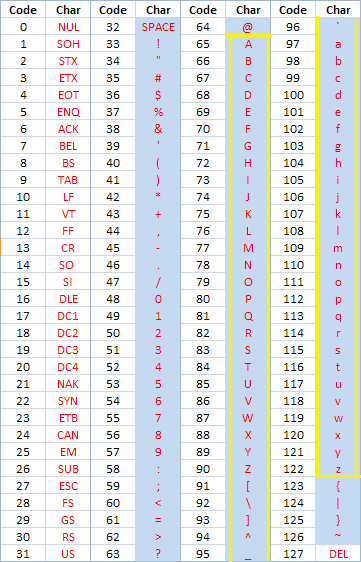 Code Char Code Char Code Char Code Char
0 NUL 32 SPACE 64 @ 96 `
1 SOH 33 ! 65 A 97 a
2 STX 34 " 66 B 98 b
3 ETX 35 # 67 C 99 c
4 EOT 36 $ 68 D 100 d
5 ENQ 37 % 69 E 101 e
6 ACK 38 & 70 F 102 f
7 BEL 39 ' 71 G 103 g
8 BS 40 ( 72 H 104 h
9 TAB 41 ) 73 I 105 i
10 LF 42 * 74 J 106 j
11 VT 43 + 75 K 107 k
12 FF 44 , 76 L 108 l
13 CR 45 - 77 M 109 m
14 SO 46 . 78 N 110 n
15 SI 47 / 79 O 111 o
16 DLE 48 0 80 P 112 p
17 DC1 49 1 81 Q 113 q
18 DC2 50 2 82 R 114 r
19 DC3 51 3 83 S 115 s
20 DC4 52 4 84 T 116 t
21 NAK 53 5 85 U 117 u
22 SYN 54 6 86 V 118 v
23 ETB 55 7 87 W 119 w
24 CAN 56 8 88 X 120 x
25 EM 57 9 89 Y 121 y
26 SUB 58 : 90 Z 122 z
27 ESC 59 ; 91 [ 123 {
28 FS 60 < 92 \ 124 |
29 GS 61 = 93 ] 125 }
30 RS 62 > 94 ^ 126 ~
31 US 63 ? 95 _ 127 DEL